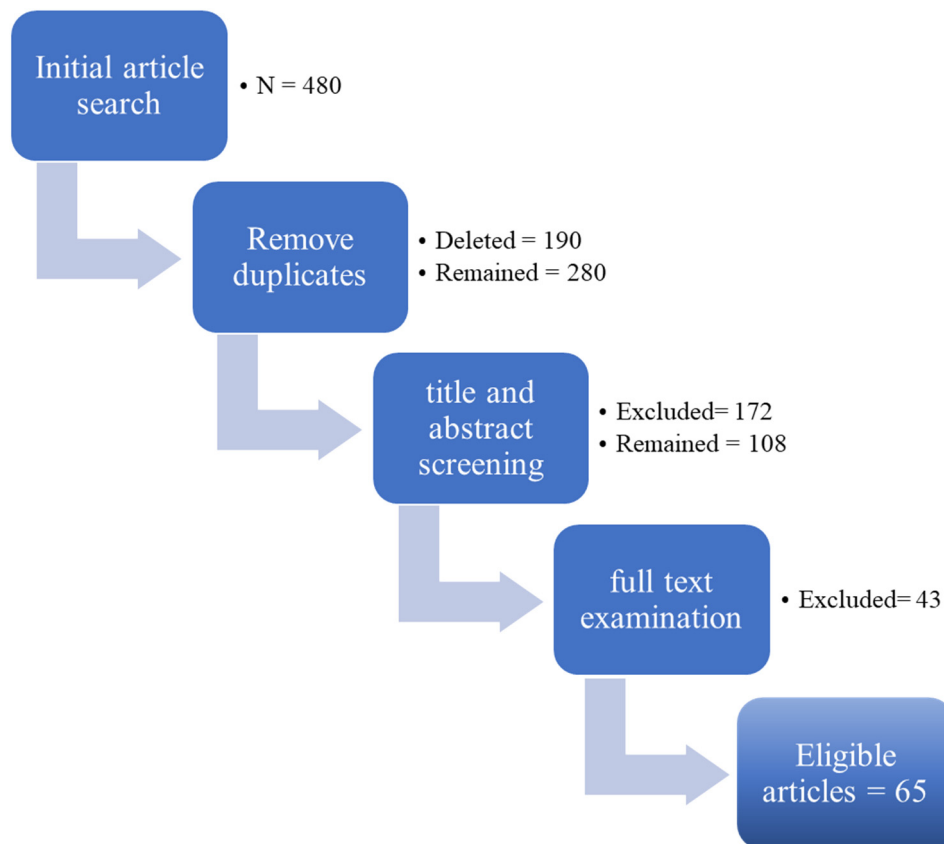 Initial article
search
• N = 480
Remove
duplicates
• Deleted = 190
• Remained = 280
title and
abstract
screening
• Excluded= 172
• Remained = 108
full text
examination
• Excluded= 43
Eligible
articles = 65